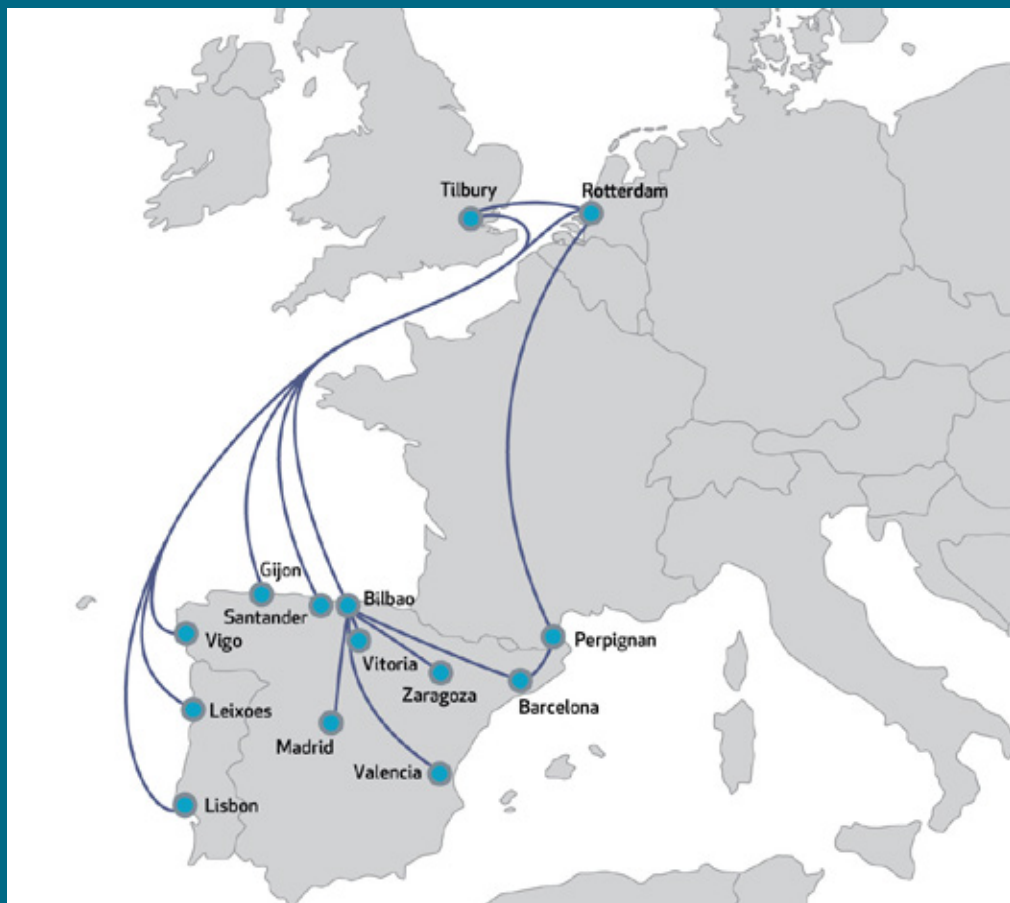 Tilbury
Rotterdam
Gijon
Santander
Bilbao
Vigo
Vitoria
Perpignan
Zaragoza
Barcelona
Leixoes
Madrid
Valencia
Lisbon